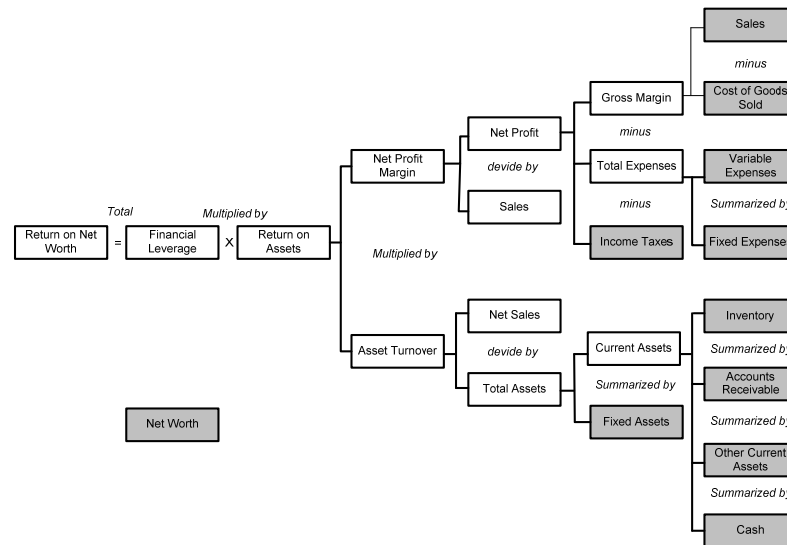 Sales
minus
Cost of Goods
Sold
Gross Margin
minus
Net Profit
devide by
Sales
Net Profit
Margin
Total Expenses
minus
Income Taxes
Variable
Expenses
Summarized by
Fixed Expenses
Total
Multiplied by
Return on Net
Worth
=
Financial
Leverage
X
Return on
Assets
Multiplied by
Net Sales
devide by
Total Assets
Asset Turnover
Current Assets
Summarized by
Fixed Assets
Inventory
Summarized by
Accounts
Receivable
Summarized by
Other Current
Assets
Summarized by
Cash
Net Worth